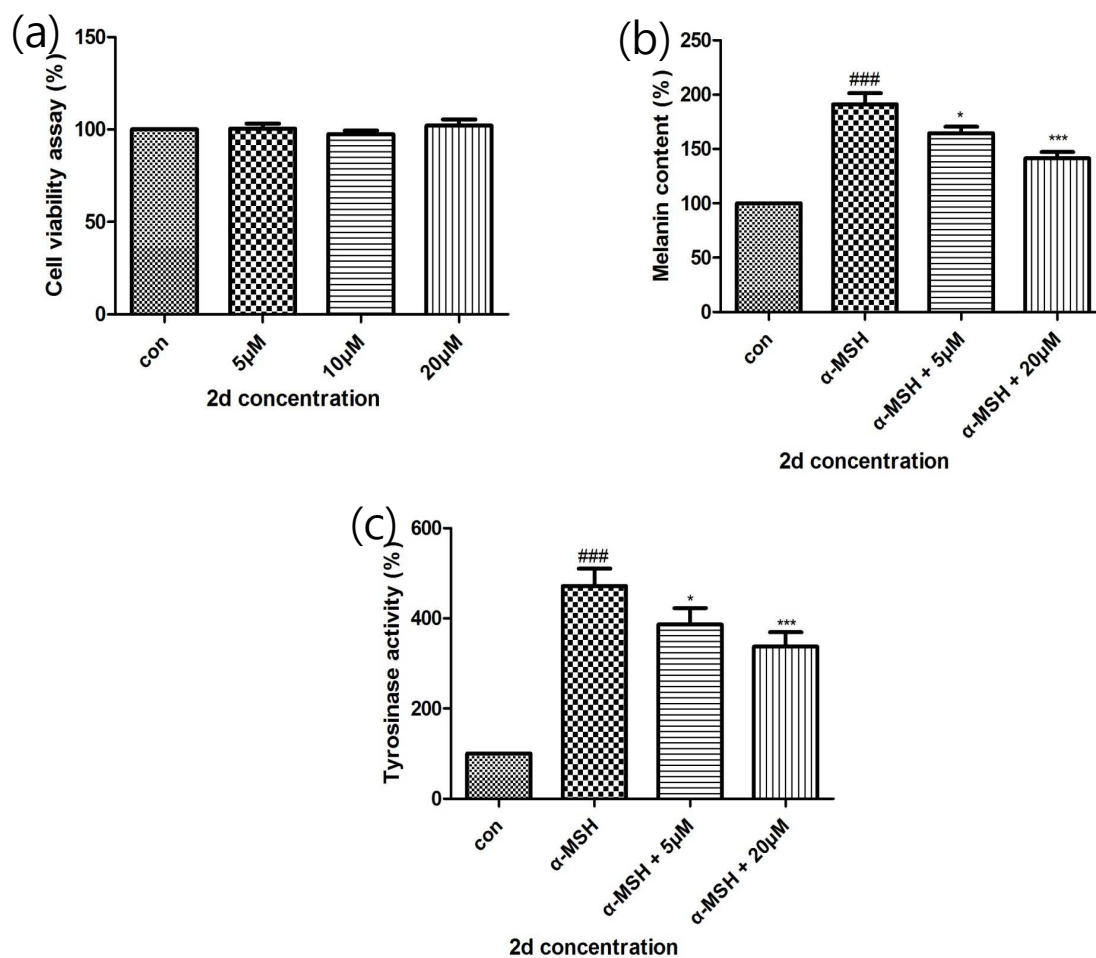 (a)
Cell viability assay (%)
150
100
50
0
con
5µM
10µM
20µM
2d concentration
(b)
Melanin content (%)
250
200
150
100
50
0
###
*
***
con
α-MSH
α-MSH + 5µM
α-MSH + 20µM
2d concentration
(c)
Tyrosinase activity (%)
600
400
200
0
###
*
***
con
α-MSH
α-MSH + 5µM
α-MSH + 20µM
2d concentration